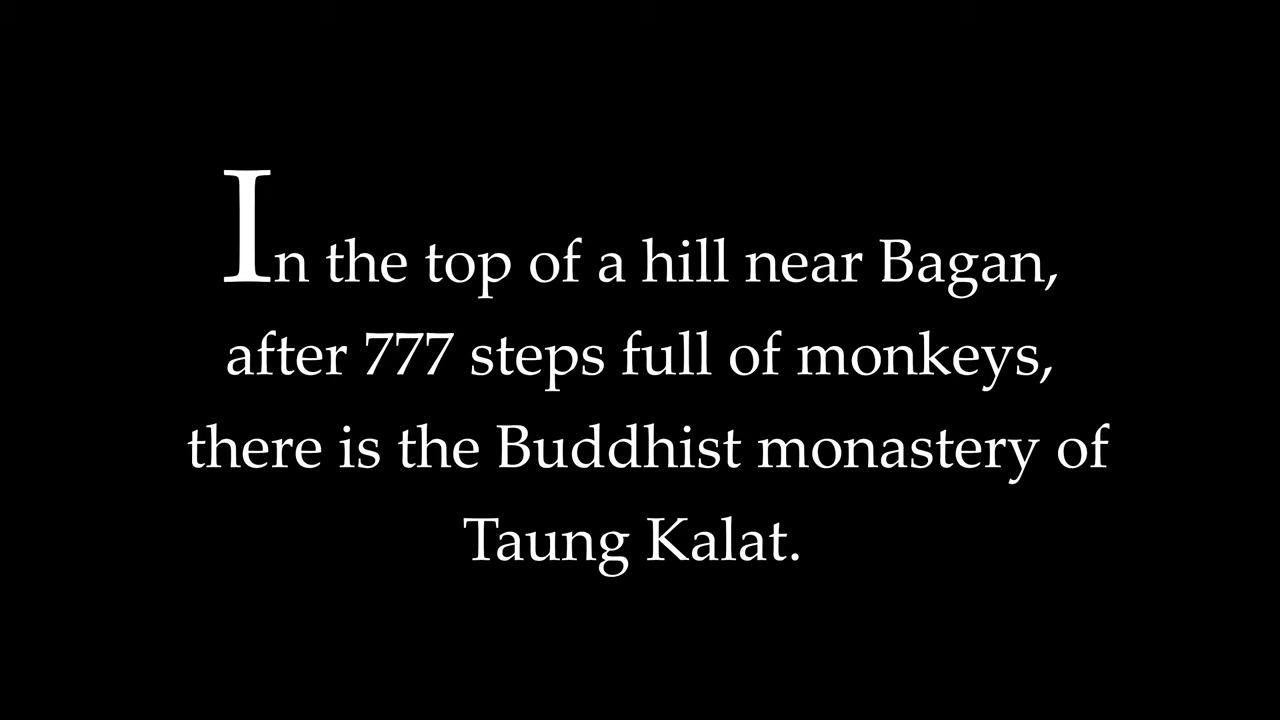 In the top of a hill near Bagan,
after 777 steps full of monkeys,
there is the Buddhist monastery of
Taung Kalat.